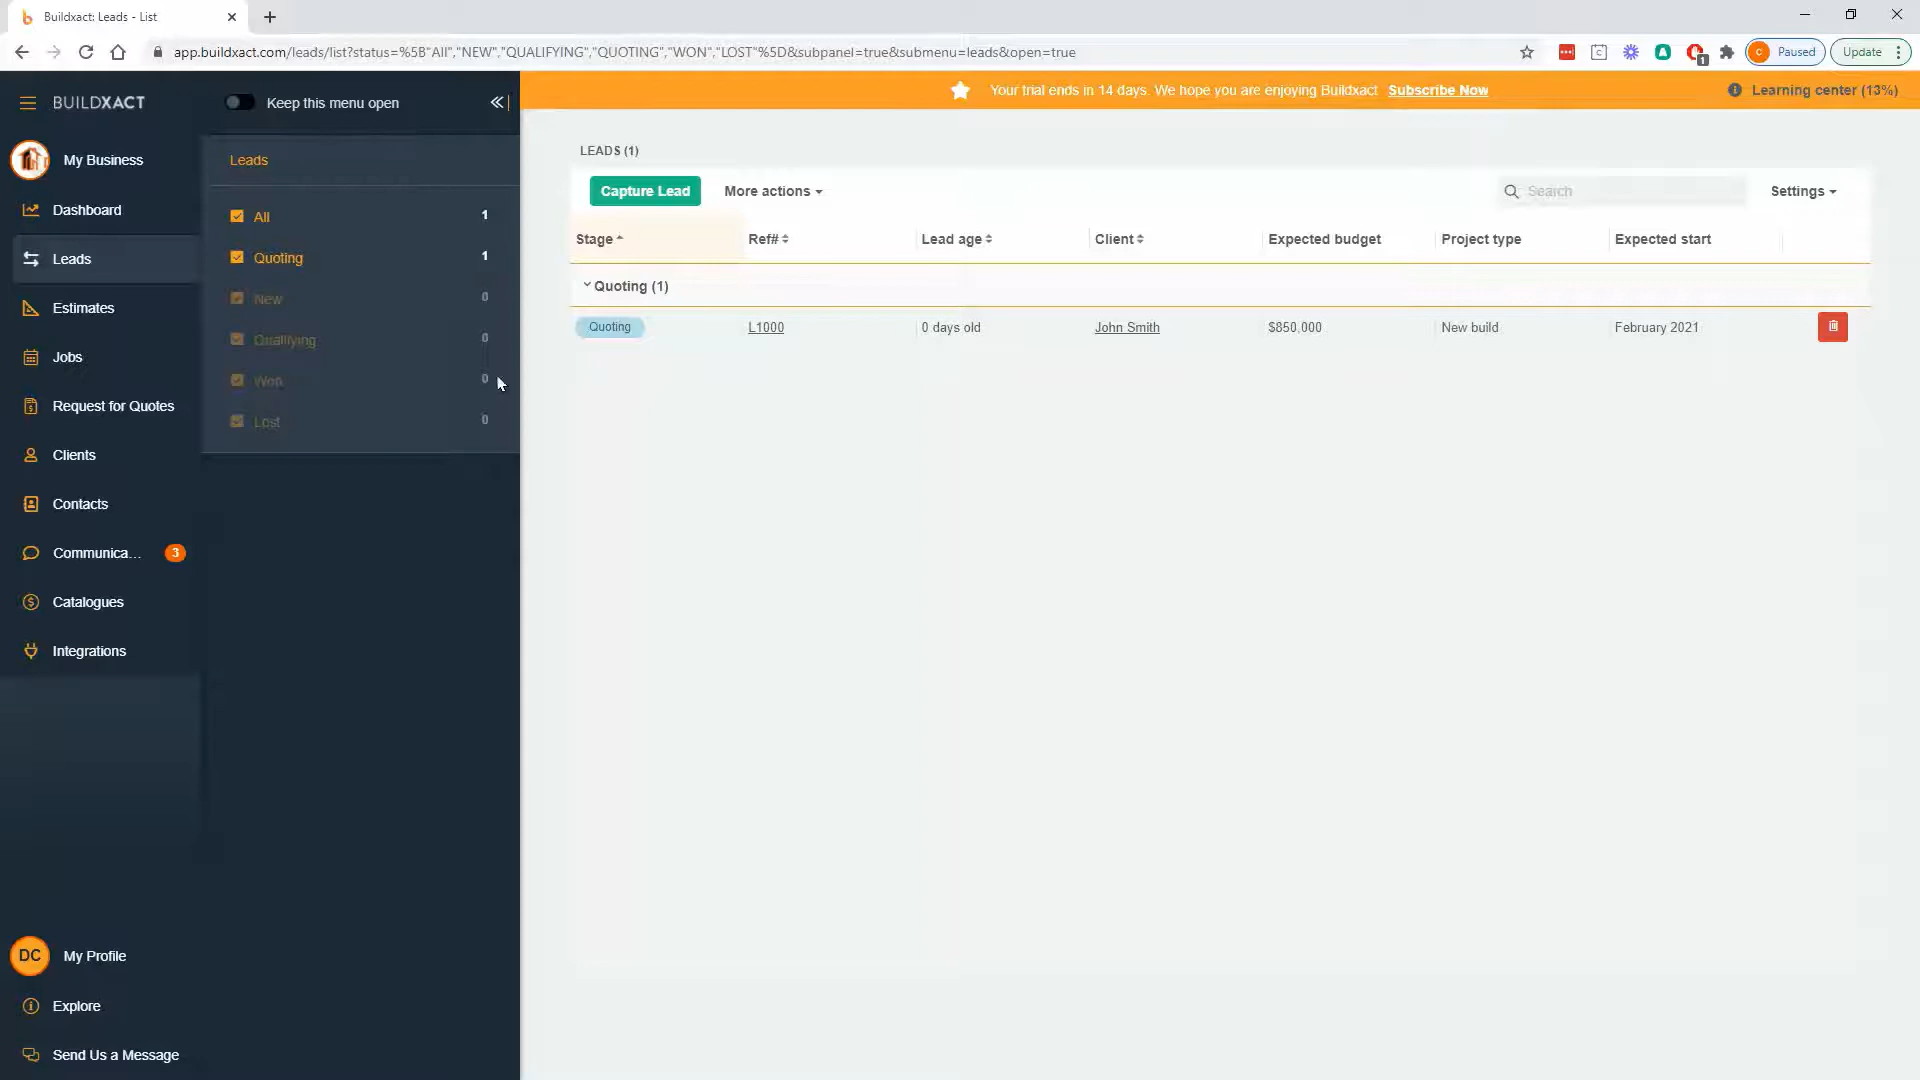 Buildxact: Leads - List
app.buildxact.com/leads/list?status=%5B"All","NEW","QUALIFYING","QUOTING","WON","LOST"%5D&subpanel=true&submenu=leads&open=true
1
C Paused
Update
BUILDXACT
Keep this menu open
Your trial ends in 14 days. We hope you are enjoying Buildxact Subscribe Now
Learning center (13%)
My Business
Dashboard
Leads
Estimates
Jobs
Request for Quotes
Clients
Contacts
Communica... 3
Catalogues
Integrations
DC My Profile
Explore
Send Us a Message
Leads
All 1
Quoting 1
New 0
Qualifying 0
Won 0
Lost 0
LEADS (1)
Capture Lead More actions Search Settings
Stage Ref# Lead age Client Expected budget Project type Expected start
Quoting (1)
Quoting L1000 0 days old John Smith $850,000 New build February 2021